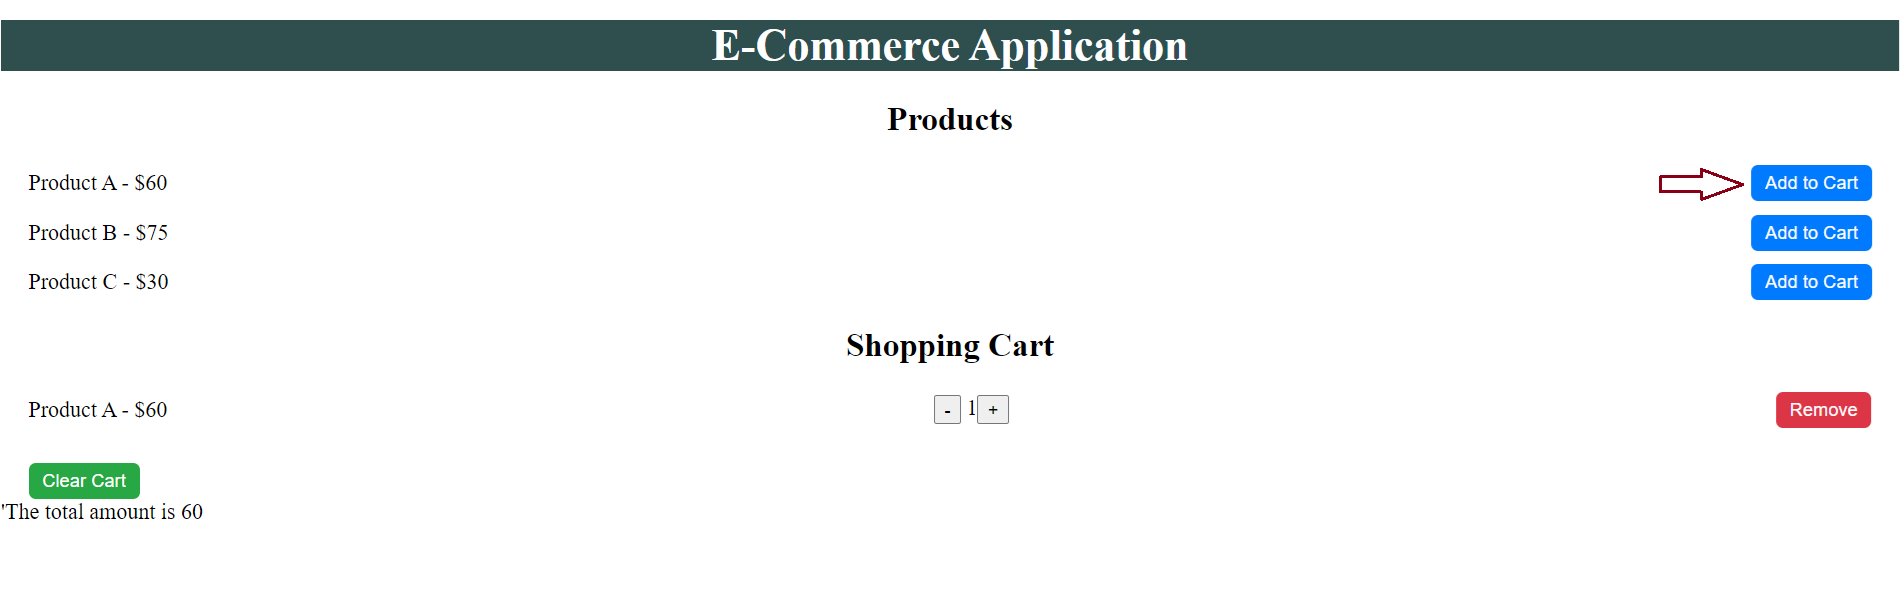 E-Commerce Application
Products
Product A - $60 Add to Cart
Product B - $75 Add to Cart
Product C - $30 Add to Cart
Shopping Cart
Product A - $60 - 1 + Remove
Clear Cart
'The total amount is 60